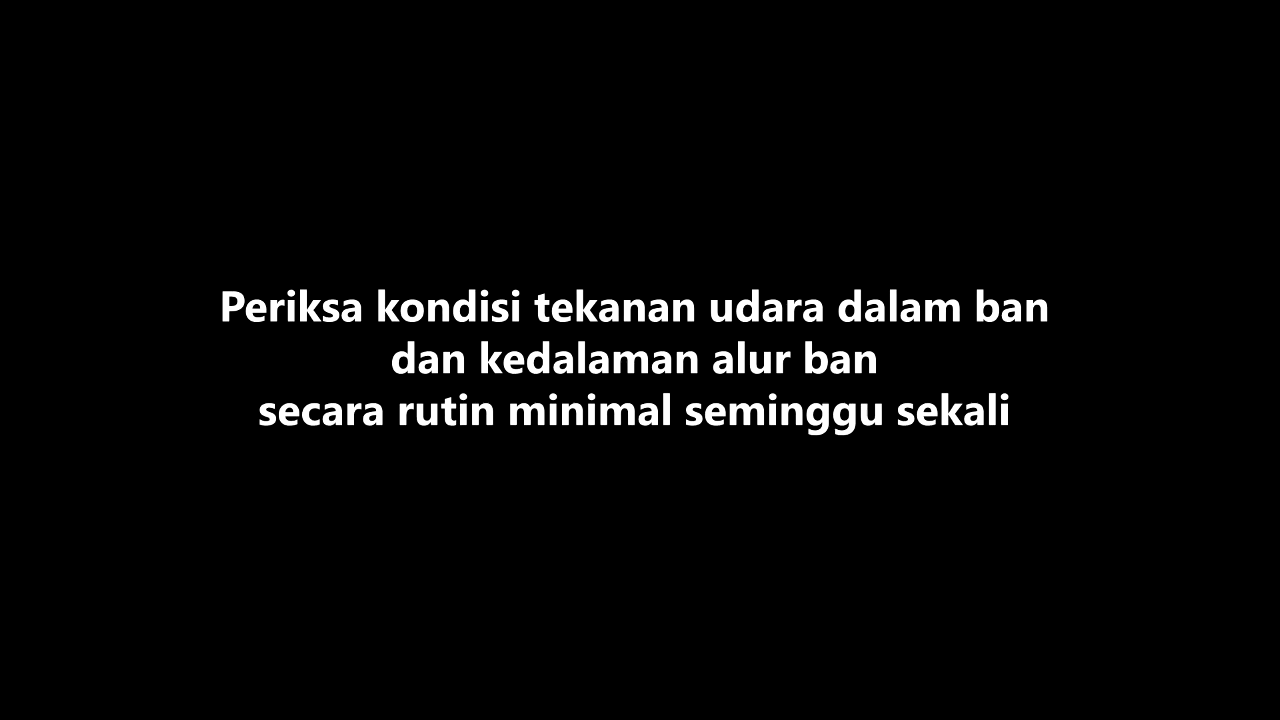 Periksa kondisi tekanan udara dalam ban
dan kedalaman alur ban
secara rutin minimal seminggu sekali